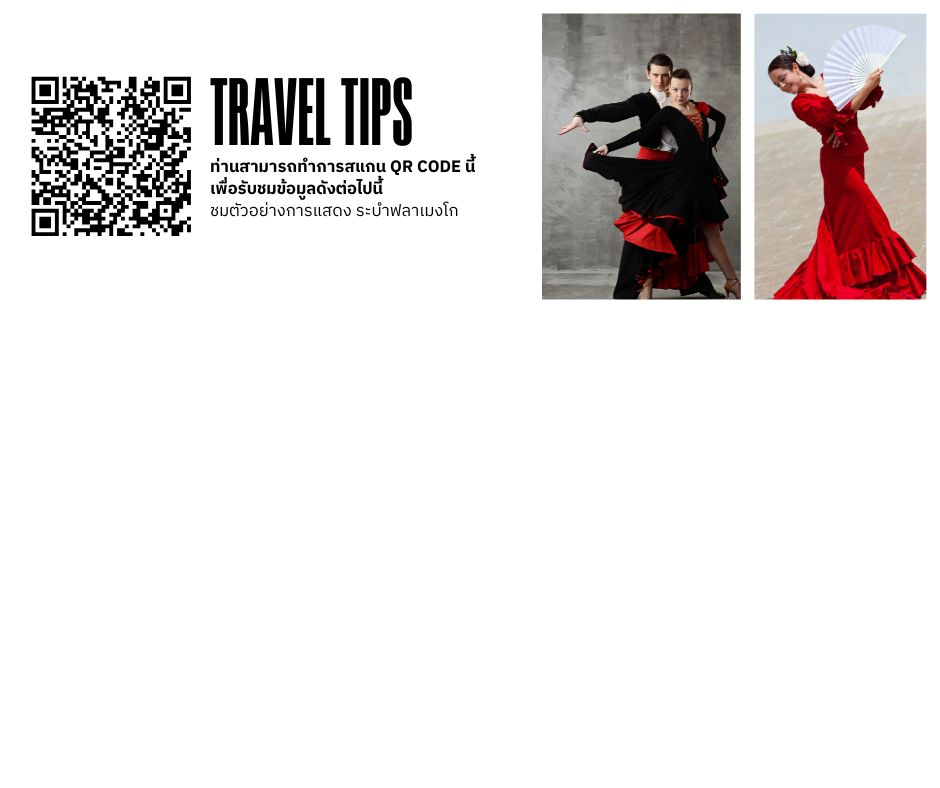 TRAVEL TIPS
ท่านสามารถทำการสแกน QR CODE นี้
เพื่อรับชมข้อมูลดังต่อไปนี้
ชมตัวอย่างการแสดง ระบำฟลาเมงโก